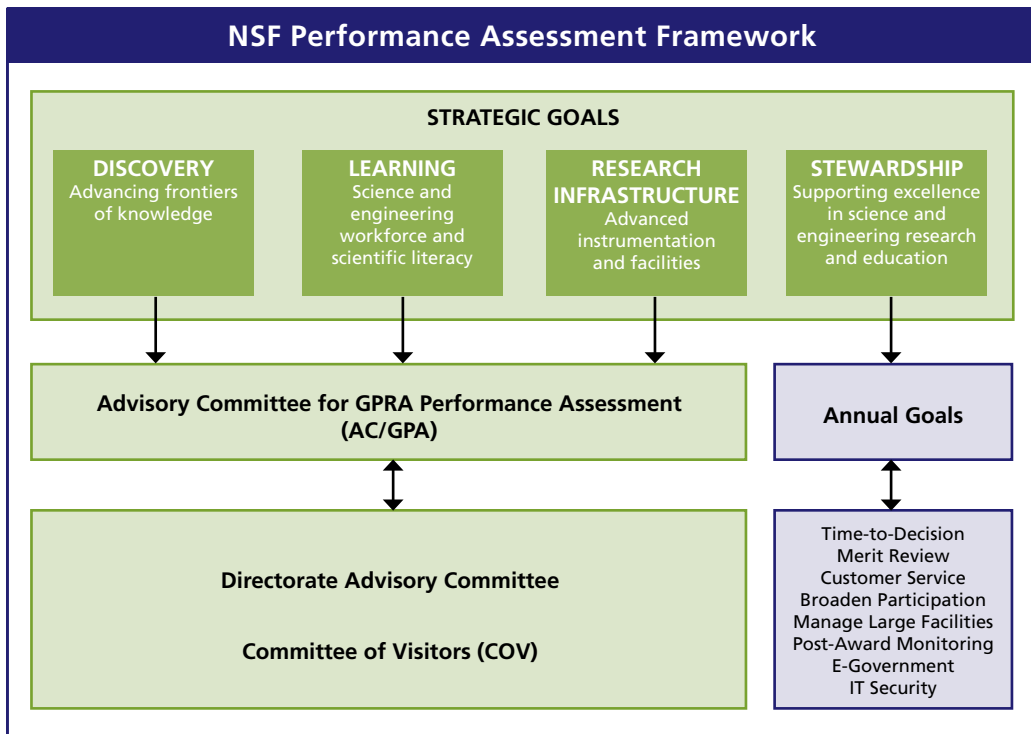 NSF Performance Assessment Framework
STRATEGIC GOALS
DISCOVERY
Advancing frontiers
of knowledge
LEARNING
Science and
engineering
workforce and
scientific literacy
RESEARCH
INFRASTRUCTURE
Advanced
instrumentation
and facilities
STEWARDSHIP
Supporting excellence
in science and
engineering research
and education
Advisory Committee for GPRA Performance Assessment
(AC/GPA)
Annual Goals
Directorate Advisory Committee
Committee of Visitors (COV)
Time-to-Decision
Merit Review
Customer Service
Broaden Participation
Manage Large Facilities
Post-Award Monitoring
E-Government
IT Security